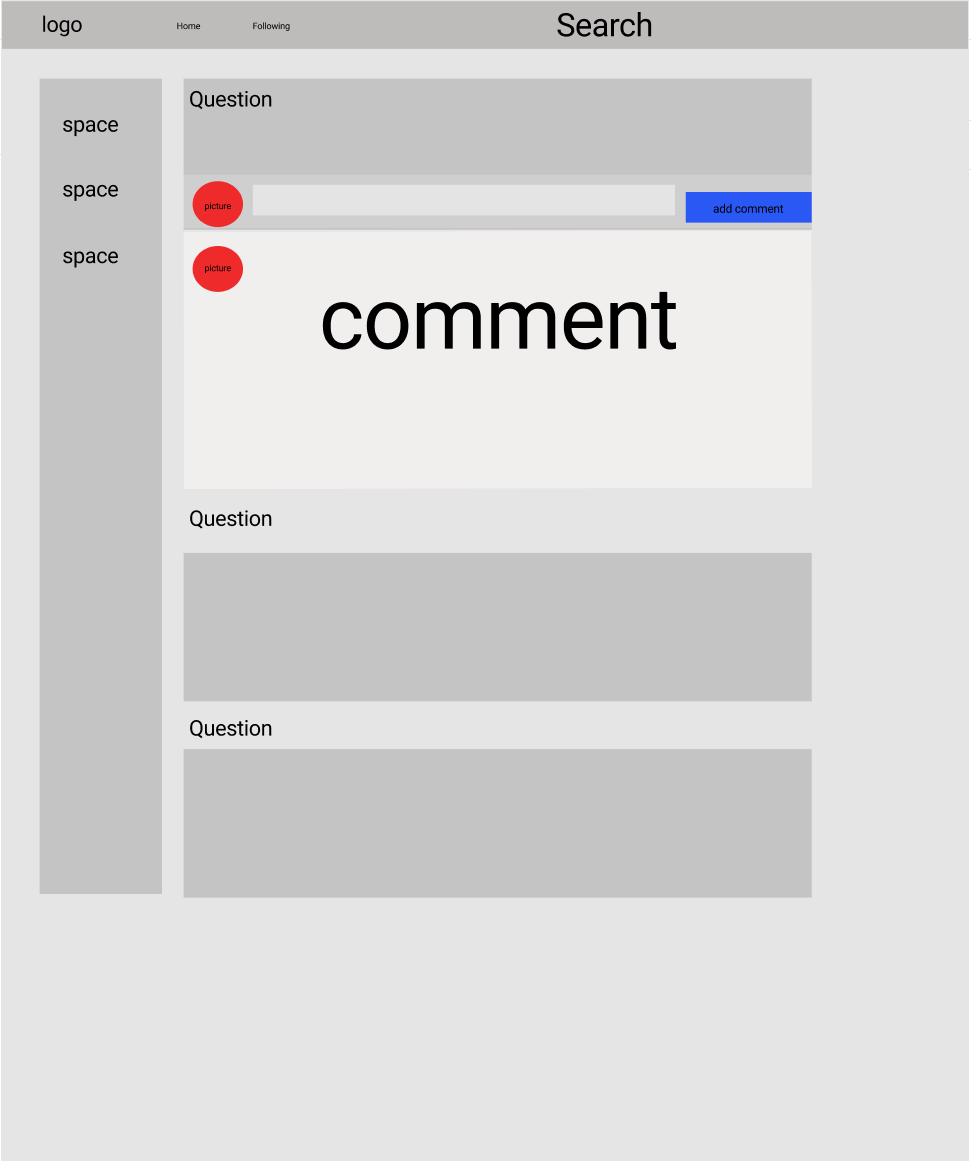 logo
Home
Following
Search
space
space
space
Question
picture
add comment
picture
comment
Question
Question